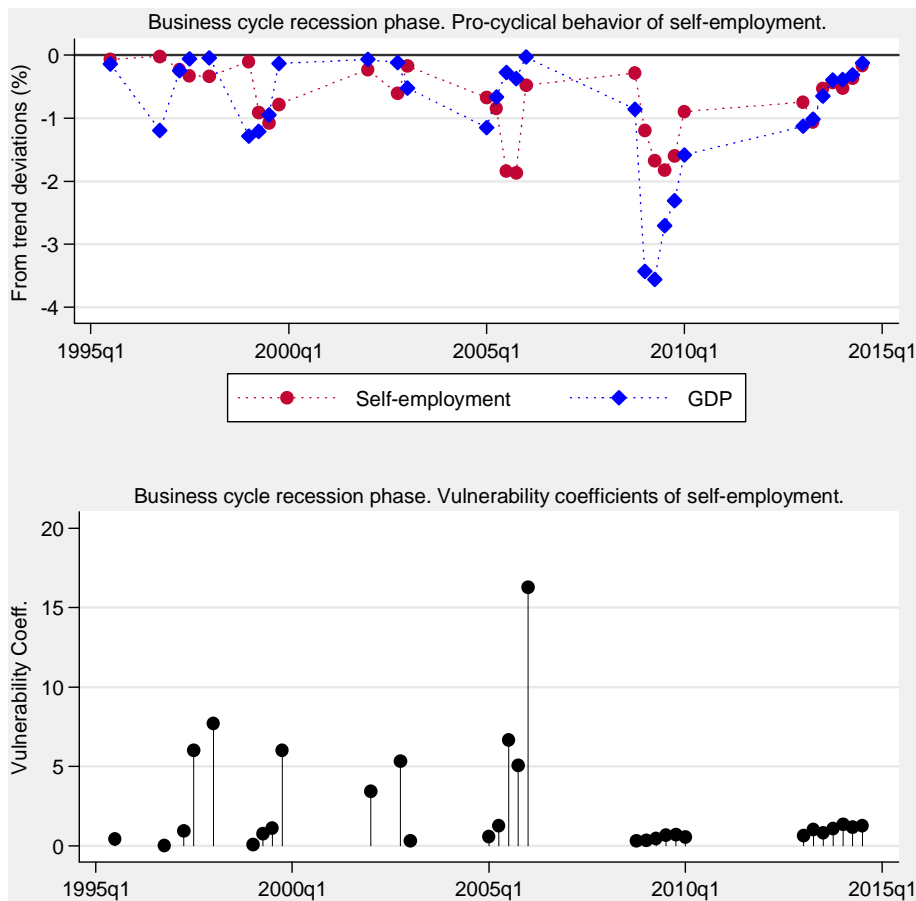 Business cycle recession phase. Pro-cyclical behavior of self-employment.
From trend deviations (%)
0
-1
-2
-3
-4
1995q1 2000q1 2005q1 2010q1 2015q1
Self-employment GDP
Business cycle recession phase. Vulnerability coefficients of self-employment.
Vulnerability Coeff.
20
15
10
5
0
1995q1 2000q1 2005q1 2010q1 2015q1